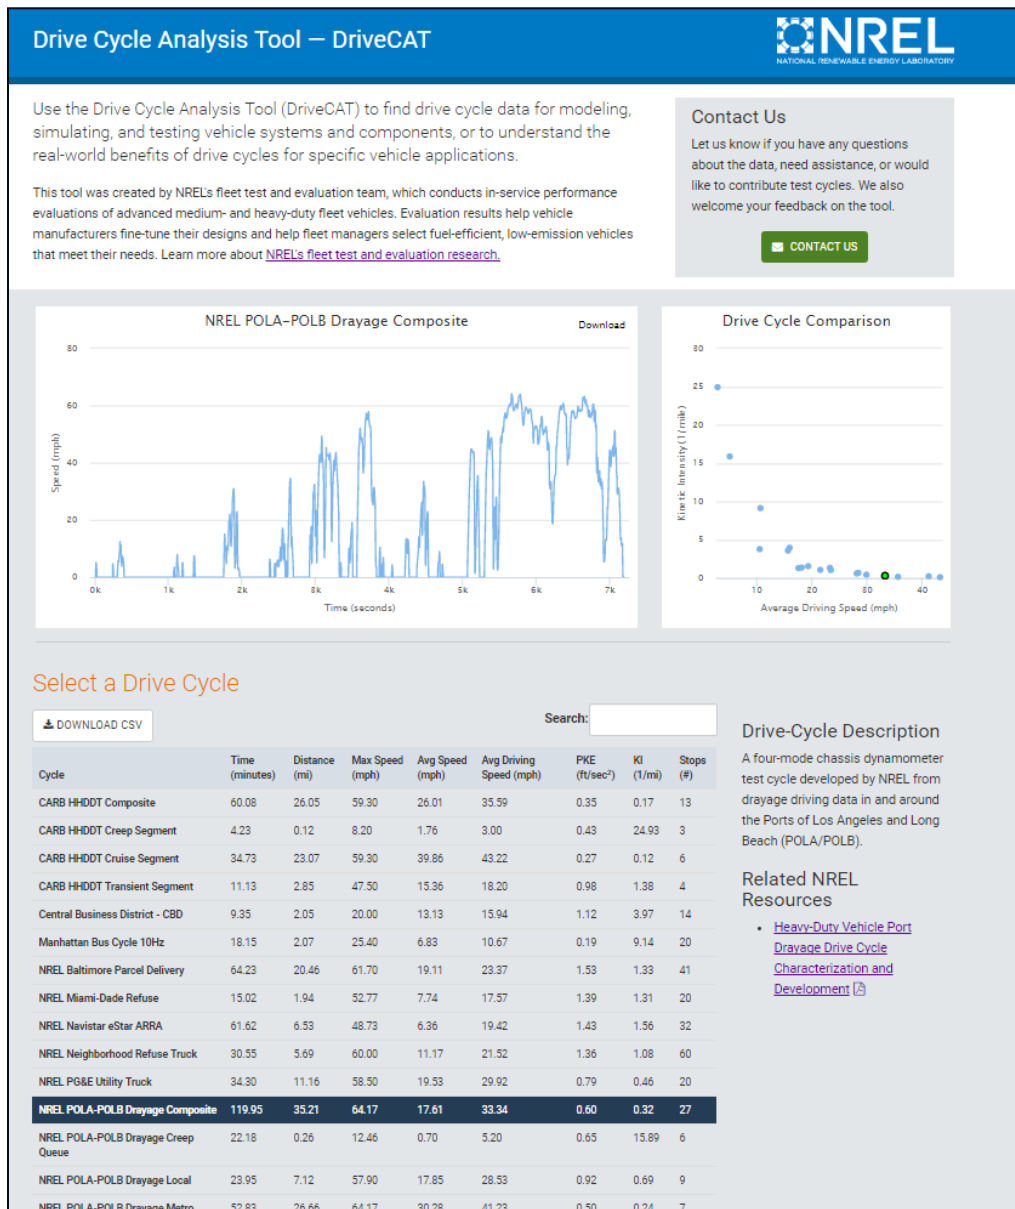 Drive Cycle Analysis Tool — DriveCAT
NREL
NATIONAL RENEWABLE ENERGY LABORATORY
Use the Drive Cycle Analysis Tool (DriveCAT) to find drive cycle data for modeling,
simulating, and testing vehicle systems and components, or to understand the
real-world benefits of drive cycles for specific vehicle applications.
This tool was created by NREL's fleet test and evaluation team, which conducts in-service performance
evaluations of advanced medium- and heavy-duty fleet vehicles. Evaluation results help vehicle
manufacturers fine-tune their designs and help fleet managers select fuel-efficient, low-emission vehicles
that meet their needs. Learn more about NREL's fleet test and evaluation research.
Contact Us
Let us know if you have any questions
about the data, need assistance, or would
like to contribute test cycles. We also
welcome your feedback on the tool.
CONTACT US
NREL POLA-POLB Drayage Composite
Download
80
60
40
20
0
Speed (mph)
0k 1k 2k 3k 4k 5k 6k 7k
Time (seconds)
Drive Cycle Comparison
30
25
20
15
10
5
0
Kinetic Intensity (1/mile)
10 20 30 40
Average Driving Speed (mph)
Select a Drive Cycle
DOWNLOAD CSV
Search:
Cycle Time (minutes) Distance (mi) Max Speed (mph) Avg Speed (mph) Avg Driving Speed (mph) PKE (ft/sec²) KI (1/mi) Stops (#)
CARB HHDDT Composite 60.08 26.05 59.30 26.01 35.59 0.35 0.17 13
CARB HHDDT Creep Segment 4.23 0.12 8.20 1.76 3.00 0.43 24.93 3
CARB HHDDT Cruise Segment 34.73 23.07 59.30 39.86 43.22 0.27 0.12 6
CARB HHDDT Transient Segment 11.13 2.85 47.50 15.36 18.20 0.98 1.38 4
Central Business District - CBD 9.35 2.05 20.00 13.13 15.94 1.12 3.97 14
Manhattan Bus Cycle 10Hz 18.15 2.07 25.40 6.83 10.67 0.19 9.14 20
NREL Baltimore Parcel Delivery 64.23 20.46 61.70 19.11 23.37 1.53 1.33 41
NREL Miami-Dade Refuse 15.02 1.94 52.77 7.74 17.57 1.39 1.31 20
NREL Navistar eStar ARRA 61.62 6.53 48.73 6.36 19.42 1.43 1.56 32
NREL Neighborhood Refuse Truck 30.55 5.69 60.00 11.17 21.52 1.36 1.08 60
NREL PG&E Utility Truck 34.30 11.16 58.50 19.53 29.92 0.79 0.46 20
NREL POLA-POLB Drayage Composite 119.95 35.21 64.17 17.61 33.34 0.60 0.32 27
NREL POLA-POLB Drayage Creep Queue 22.18 0.26 12.46 0.70 5.20 0.65 15.89 6
NREL POLA-POLB Drayage Local 23.95 7.12 57.90 17.85 28.53 0.92 0.69 9
NREL POLA-POLB Drayage Metro 52.83 26.66 64.17 30.28 41.23 0.50 0.24 7
Drive-Cycle Description
A four-mode chassis dynamometer
test cycle developed by NREL from
drayage driving data in and around
the Ports of Los Angeles and Long
Beach (POLA/POLB).
Related NREL
Resources
Heavy-Duty Vehicle Port
Drayage Drive Cycle
Characterization and
Development